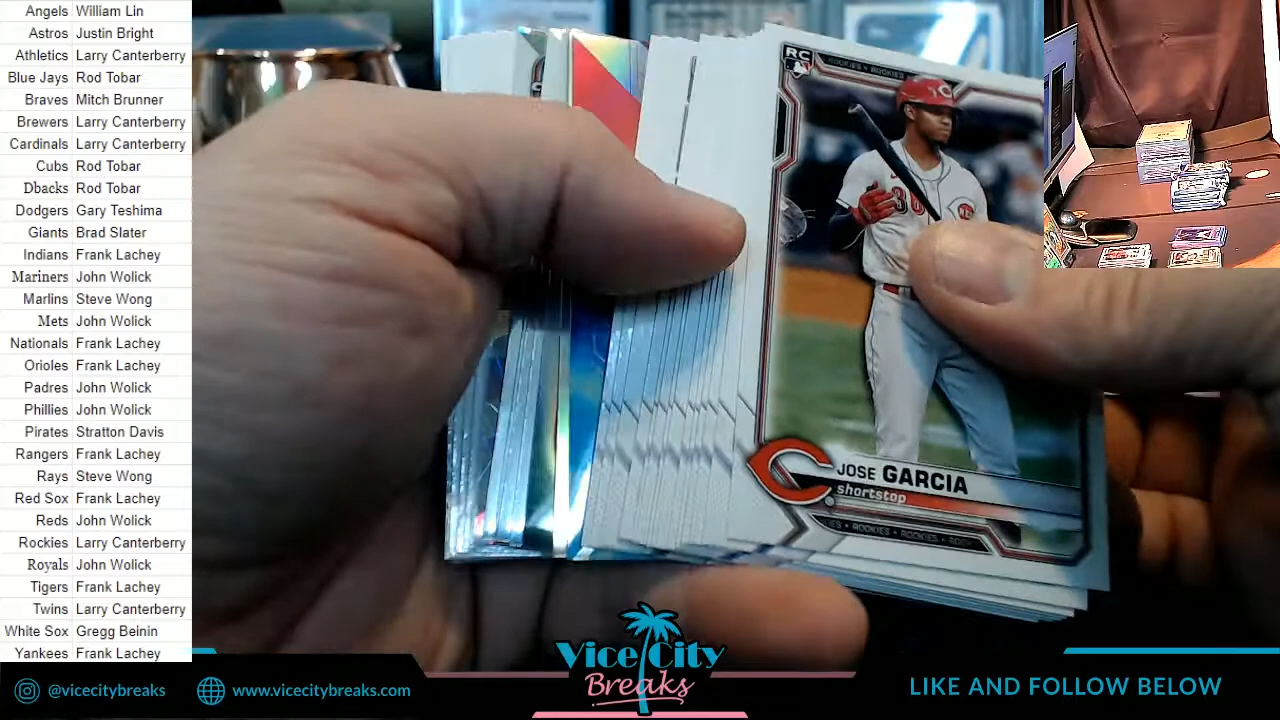 Angels William Lin
Astros Justin Bright
Athletics Larry Canterberry
Blue Jays Rod Tobar
Braves Mitch Brunner
Brewers Larry Canterberry
Cardinals Larry Canterberry
Cubs Rod Tobar
Dbacks Rod Tobar
Dodgers Gary Teshima
Giants Brad Slater
Indians Frank Lachey
Mariners John Wolick
Marlins Steve Wong
Mets John Wolick
Nationals Frank Lachey
Orioles Frank Lachey
Padres John Wolick
Phillies John Wolick
Pirates Stratton Davis
Rangers Frank Lachey
Rays Steve Wong
Red Sox Frank Lachey
Reds John Wolick
Rockies Larry Canterberry
Royals John Wolick
Tigers Frank Lachey
Twins Larry Canterberry
White Sox Gregg Beinin
Yankees Frank Lachey
RC
ROOKIES • ROOKIES
30
JOSE GARCIA
shortstop
ROOKIES • ROOKIES
@vicecitybreaks
www.vicecitybreaks.com
Vice City
Breaks
LIKE AND FOLLOW BELOW